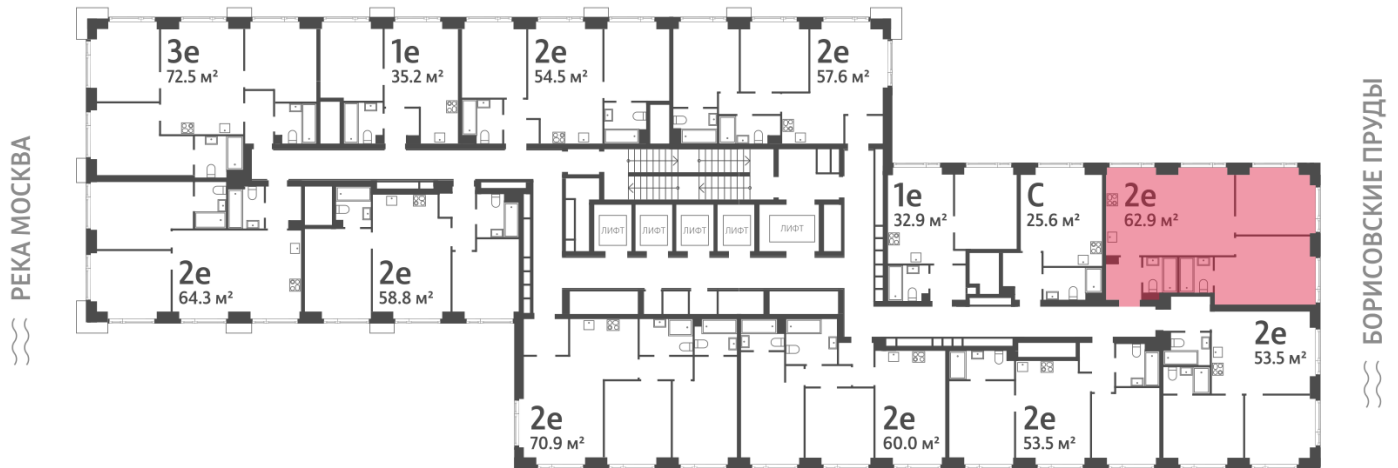 РЕКА МОСКВА
3е
72.5 м²
1е
35.2 м²
2е
54.5 м²
2е
57.6 м²
1е
32.9 м²
С
25.6 м²
2е
62.9 м²
ЛИФТ
ЛИФТ
ЛИФТ
ЛИФТ
ЛИФТ
2е
64.3 м²
2е
58.8 м²
2е
53.5 м²
2е
70.9 м²
2е
60.0 м²
2е
53.5 м²
БОРИСОВСКИЕ ПРУДЫ